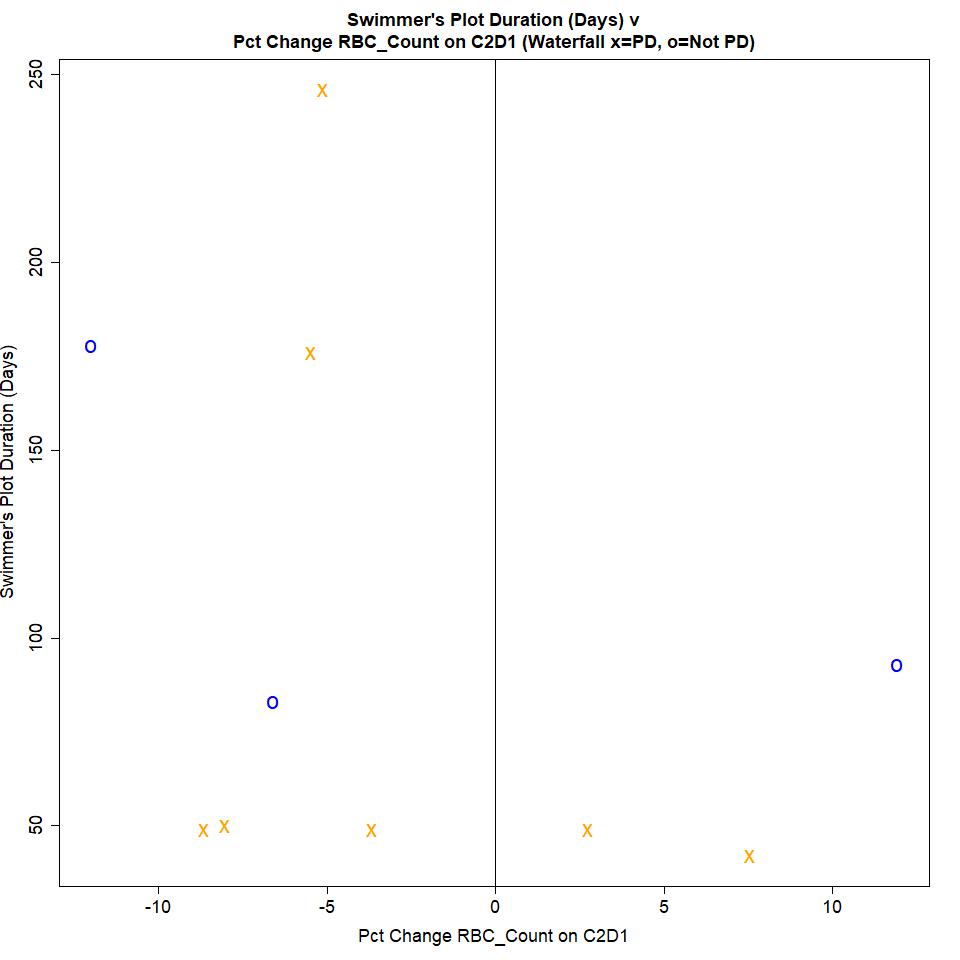 Swimmer's Plot Duration (Days) v
Pct Change RBC_Count on C2D1 (Waterfall x=PD, o=Not PD)
Swimmer's Plot Duration (Days)
250
200
150
100
50
X
O
X
O
O
X
X
X
X
X
-10
-5
0
5
10
Pct Change RBC_Count on C2D1